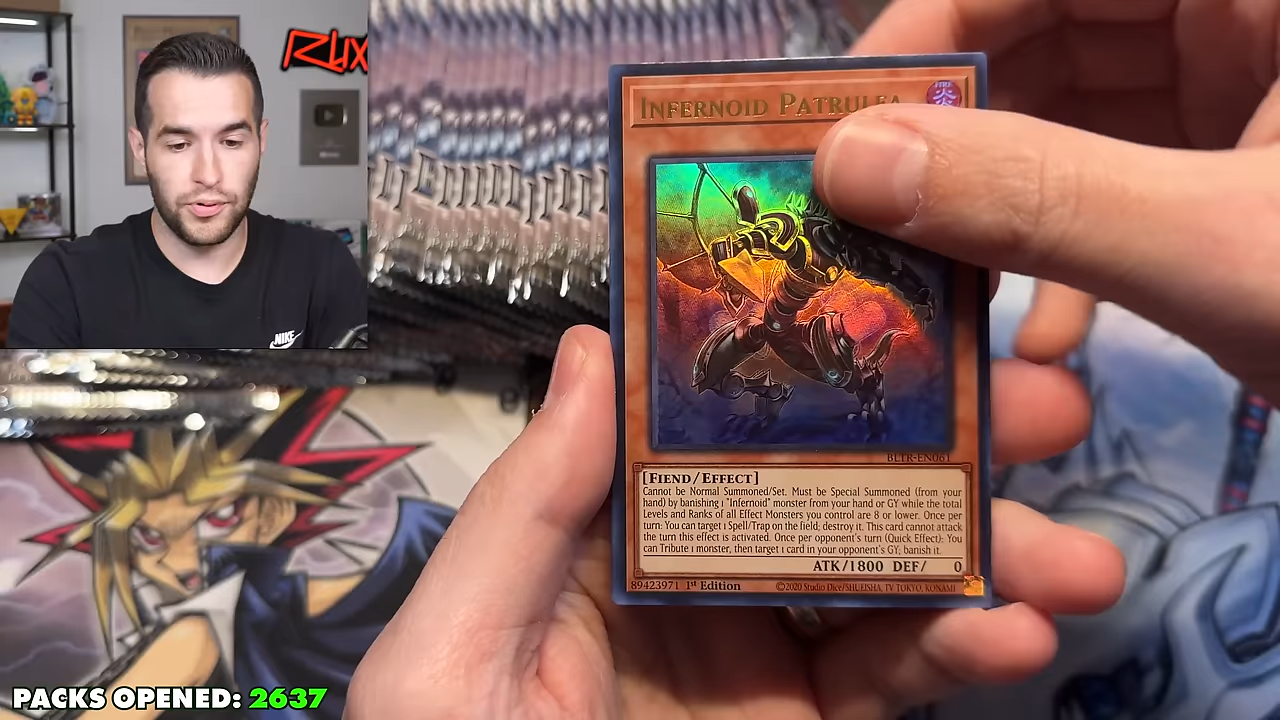 RUX
NIKE
INFERNOID PATRULEA
BLTR-EN061
[FIEND/EFFECT]
Cannot be Normal Summoned/Set. Must be Special Summoned (from your
hand) by banishing 1 "Infernoid" monster from your hand or GY while the total
Levels and Ranks of all Effect Monsters you control are 8 or lower. Once per
turn: You can target 1 Spell/Trap on the field; destroy it. This card cannot attack
the turn this effect is activated. Once per opponent's turn (Quick Effect): You
can Tribute 1 monster, then target 1 card in your opponent's GY; banish it.
ATK/1800 DEF/ 0
89423971 1st Edition ©2020 Studio Dice/SHUEISHA, TV TOKYO, KONAMI
PACKS OPENED: 2637